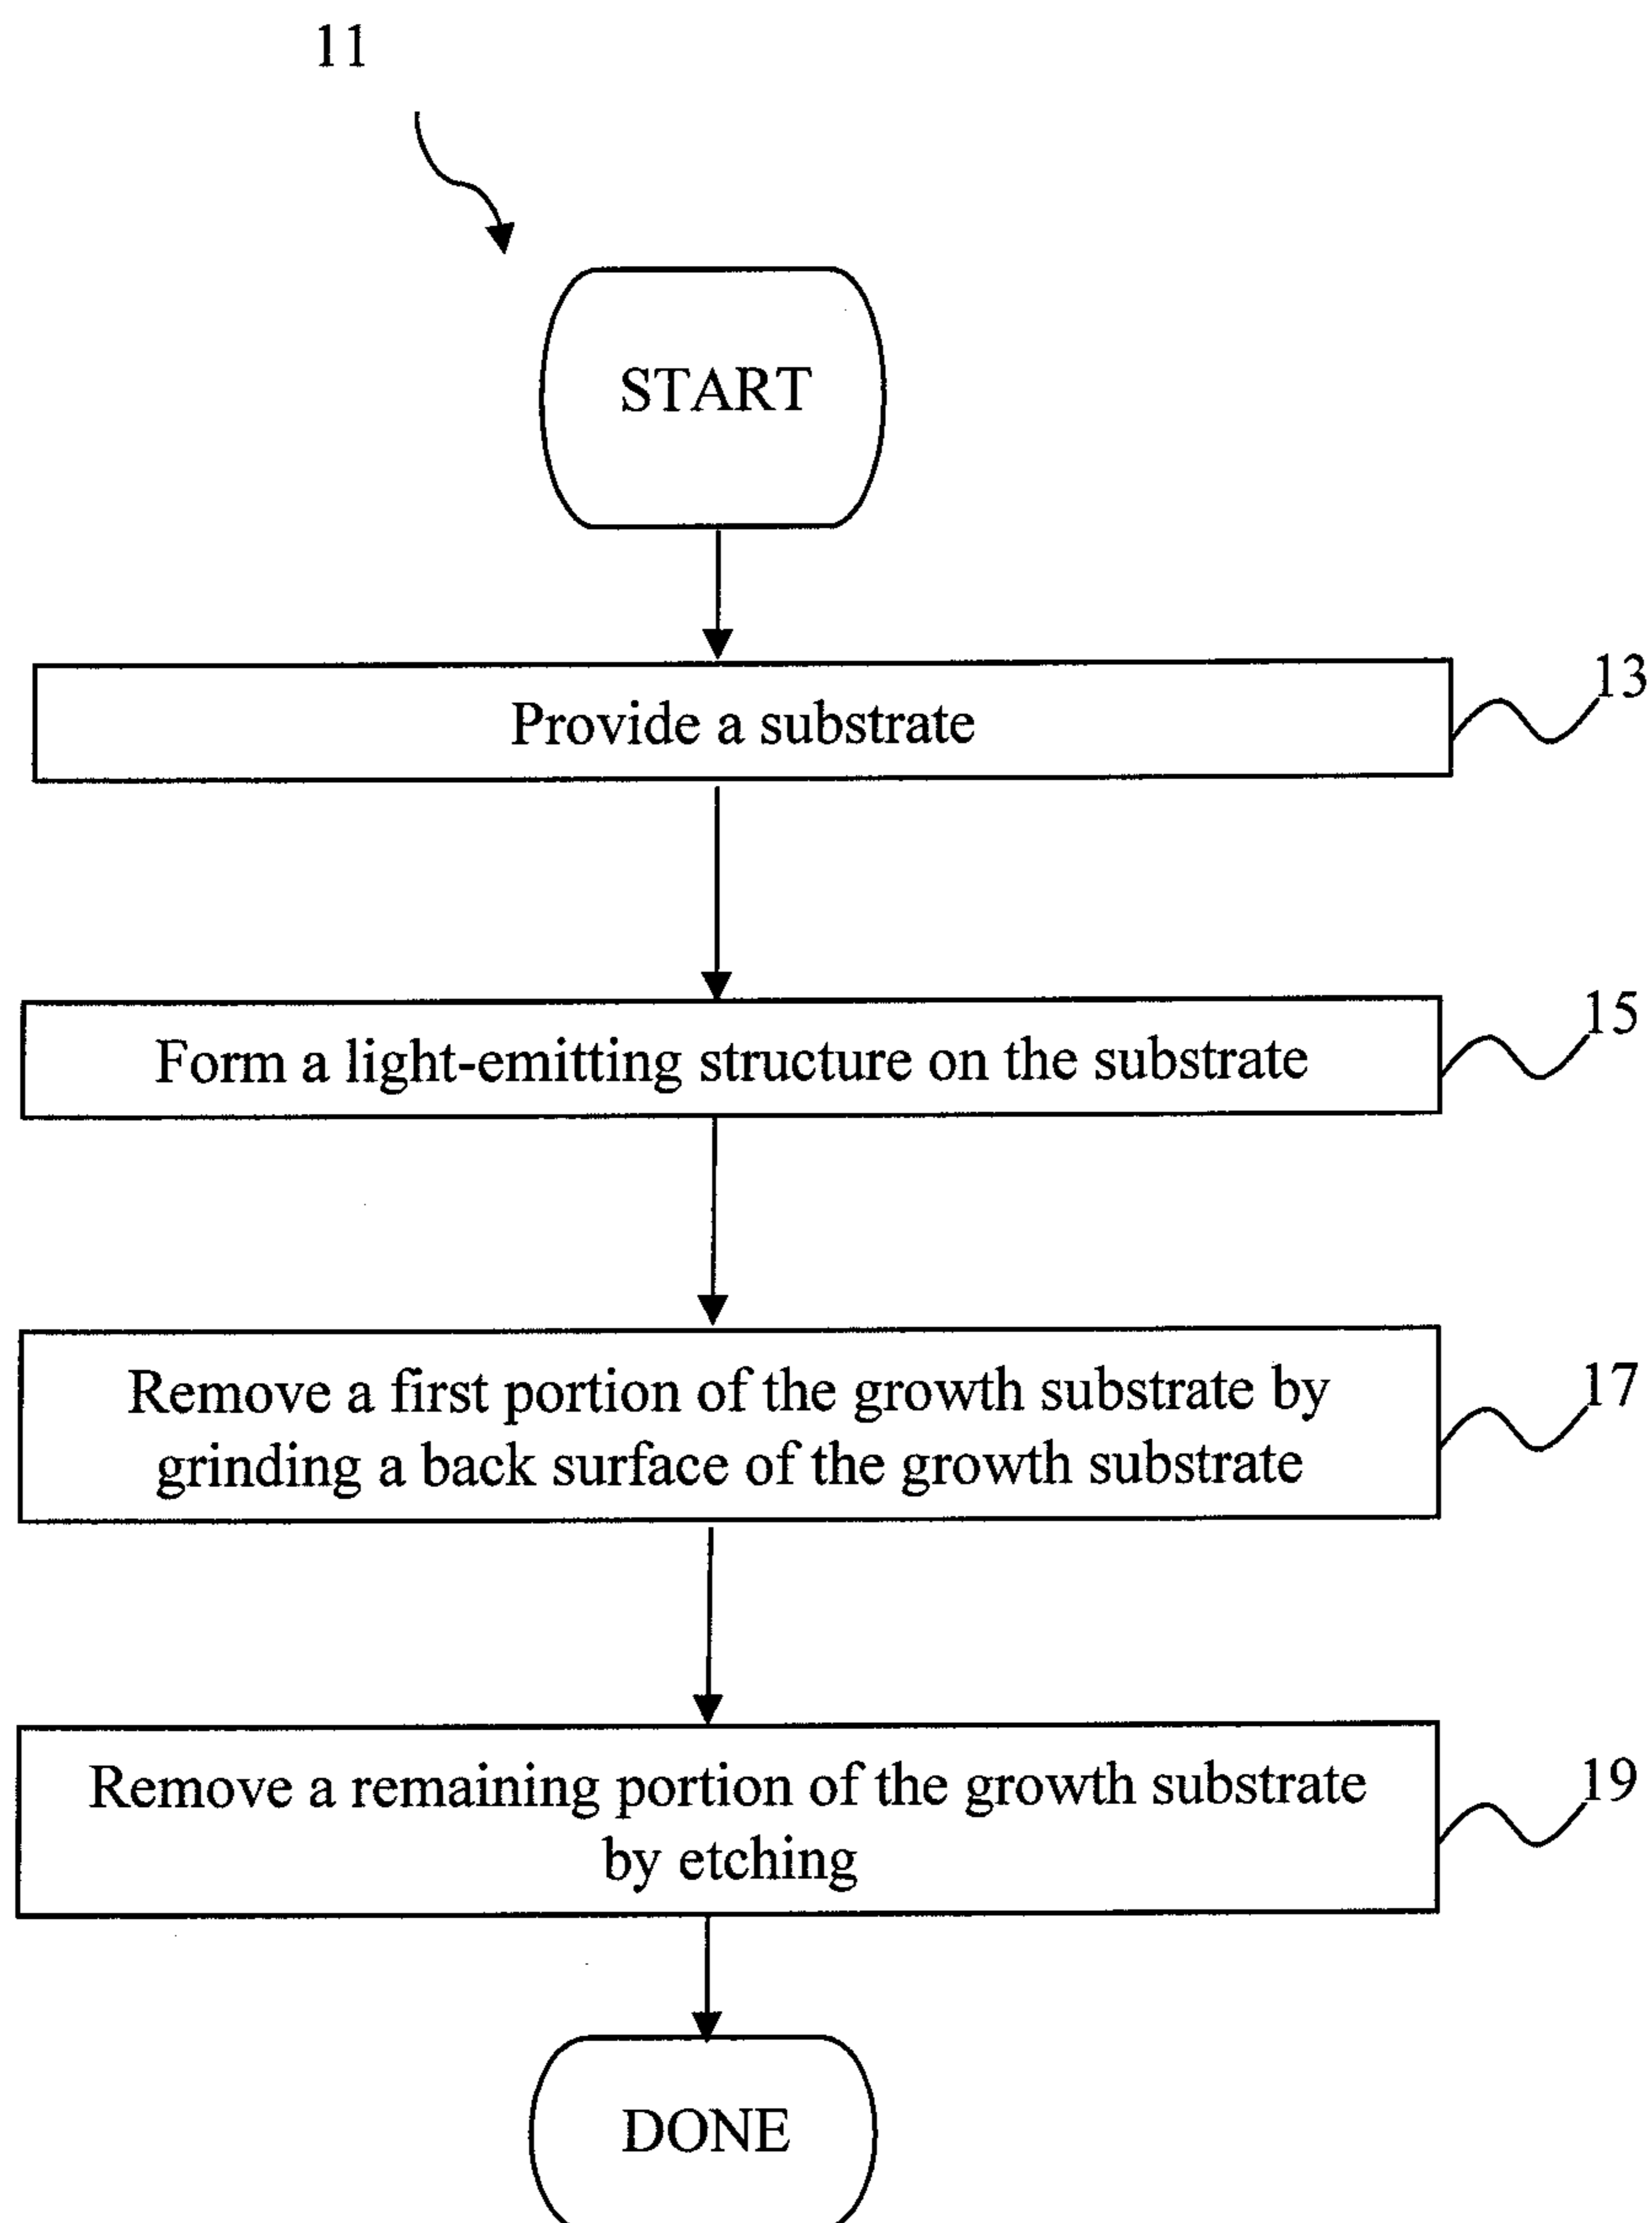 11
START
Provide a substrate
13
Form a light-emitting structure on the substrate
15
Remove a first portion of the growth substrate by
grinding a back surface of the growth substrate
17
Remove a remaining portion of the growth substrate
by etching
19
DONE